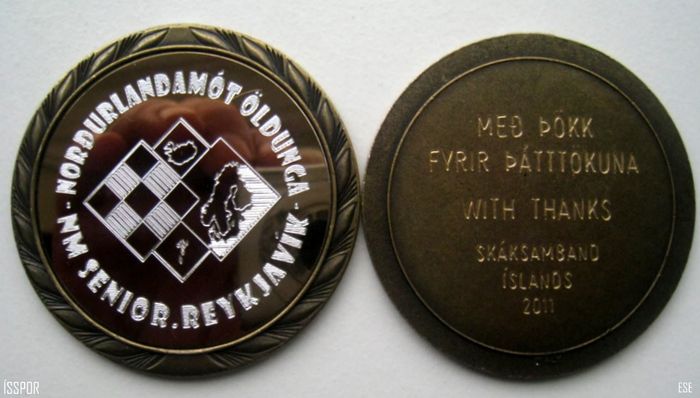 NORÐURLANDAMÓT ÖLDUNGA
- NM SENIOR. REYKJAVÍK -
MEÐ ÞÖKK
FYRIR ÞÁTTTÖKUNA
WITH THANKS
SKÁKSAMBAND
ÍSLANDS
2011
ÍSSPOR
ESE